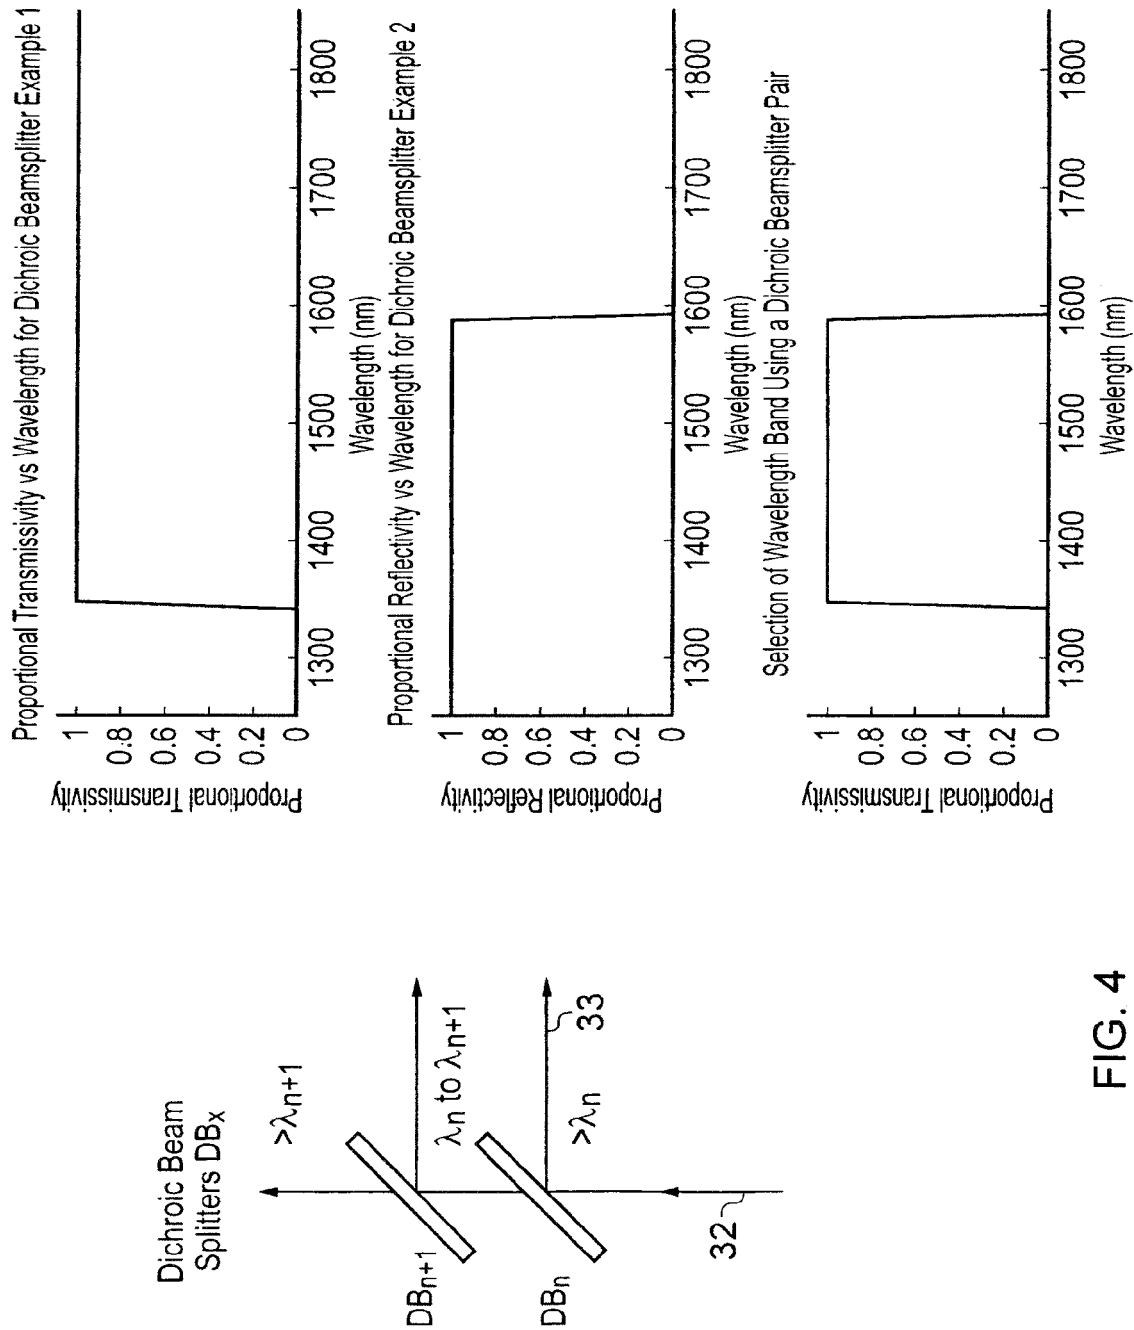 Dichroic Beam
Splitters DBx
>λn+1
λn to λn+1
>λn
33
32
DBn+1
DBn
Proportional Transmissivity vs Wavelength for Dichroic Beamsplitter Example 1
Proportional Transmissivity
1
0.8
0.6
0.4
0.2
0
1300 1400 1500 1600 1700 1800
Wavelength (nm)
Proportional Reflectivity vs Wavelength for Dichroic Beamsplitter Example 2
Proportional Reflectivity
1
0.8
0.6
0.4
0.2
0
1300 1400 1500 1600 1700 1800
Wavelength (nm)
Selection of Wavelength Band Using a Dichroic Beamsplitter Pair
Proportional Transmissivity
1
0.8
0.6
0.4
0.2
0
1300 1400 1500 1600 1700 1800
Wavelength (nm)
FIG. 4